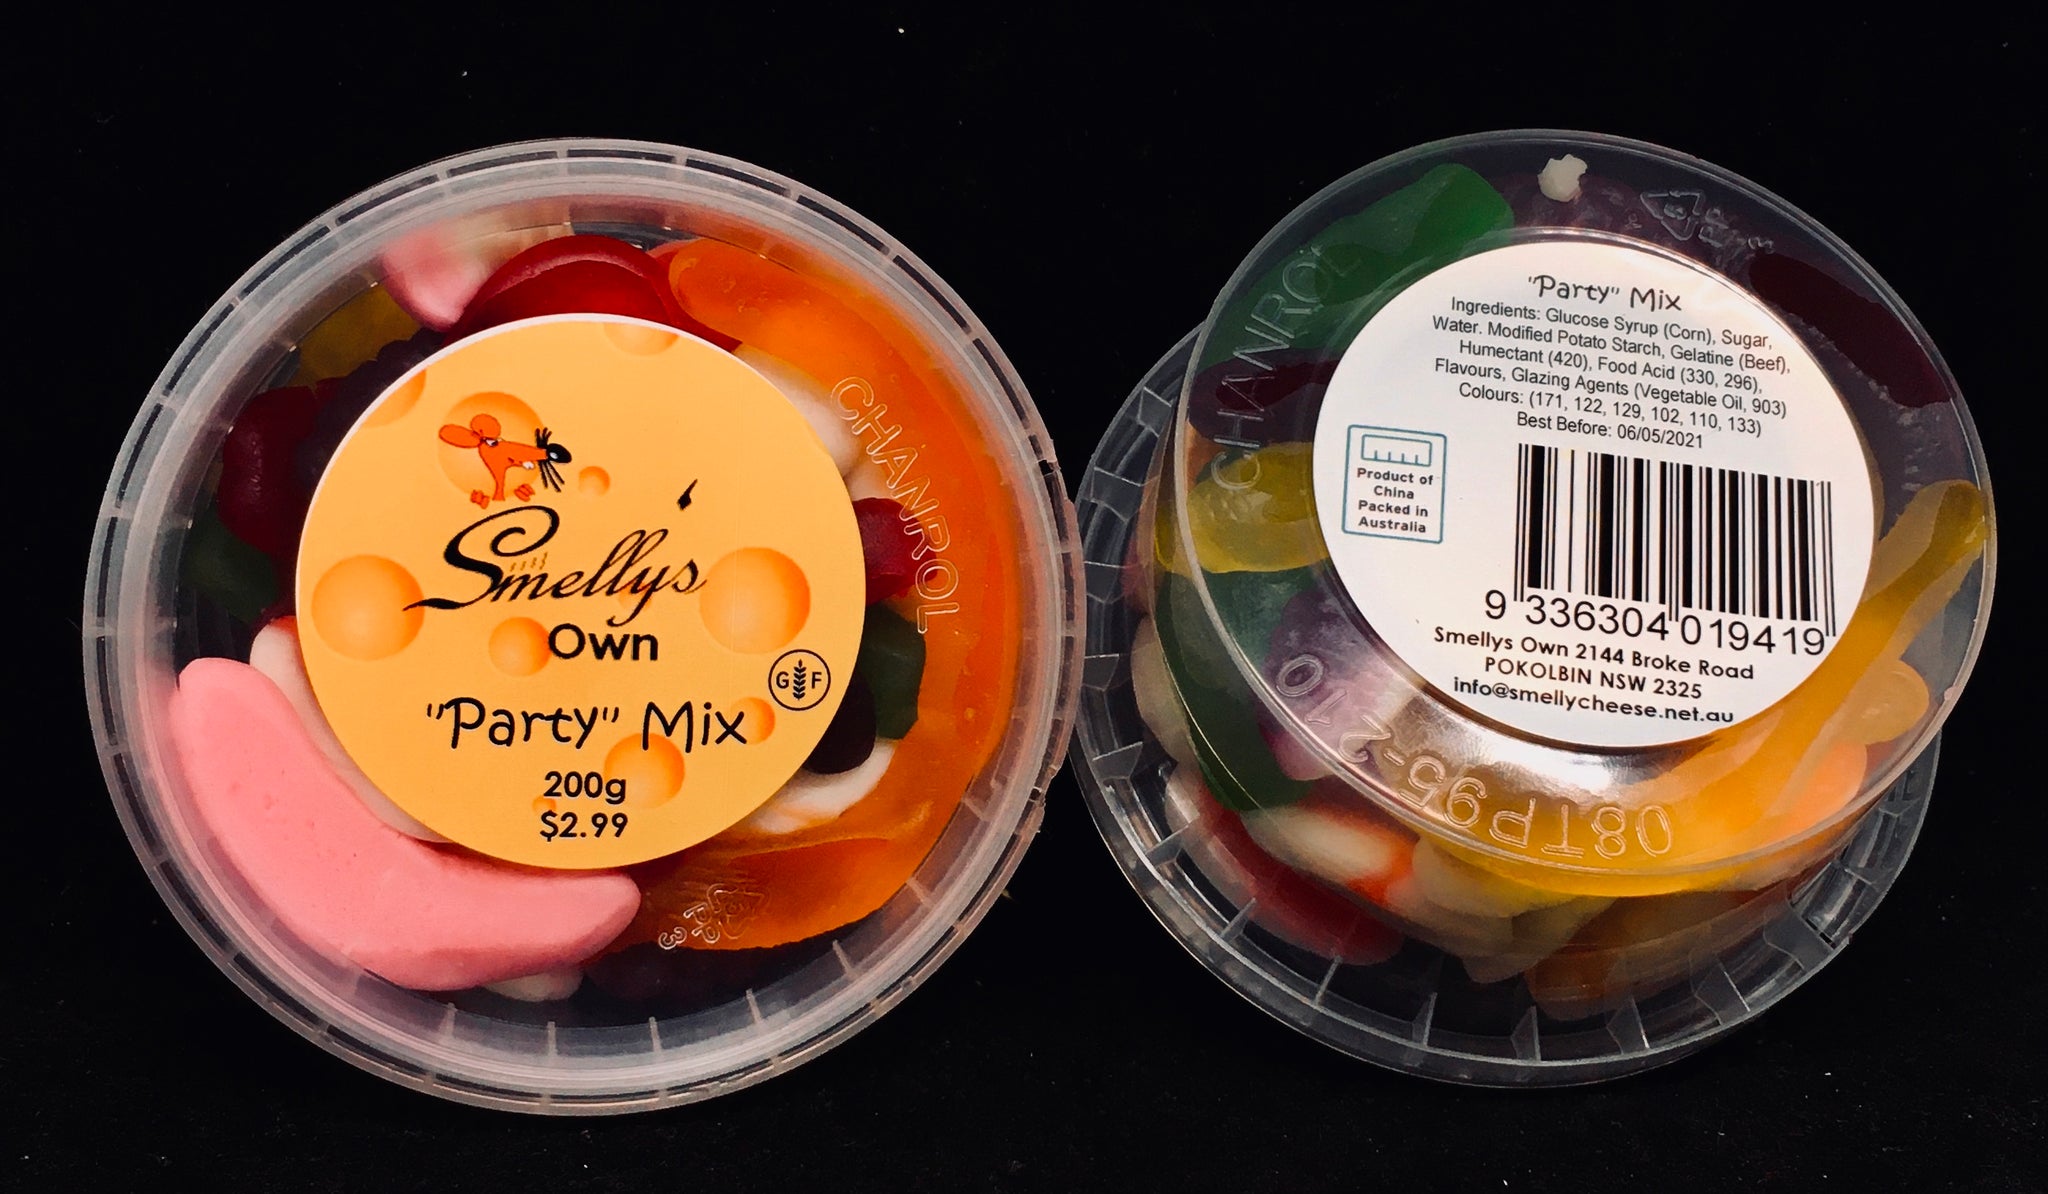 Smelly's
Own
"Party" Mix
200g
$2.99
G F
CHANROL
PP
3
"Party" Mix
Ingredients: Glucose Syrup (Corn), Sugar,
Water. Modified Potato Starch, Gelatine (Beef),
Humectant (420), Food Acid (330, 296),
Flavours, Glazing Agents (Vegetable Oil, 903)
Colours: (171, 122, 129, 102, 110, 133)
Best Before: 06/05/2021
Product of
China
Packed in
Australia
9 336304 019419
Smellys Own 2144 Broke Road
POKOLBIN NSW 2325
info@smellycheese.net.au
CHANROL
08TP95-210